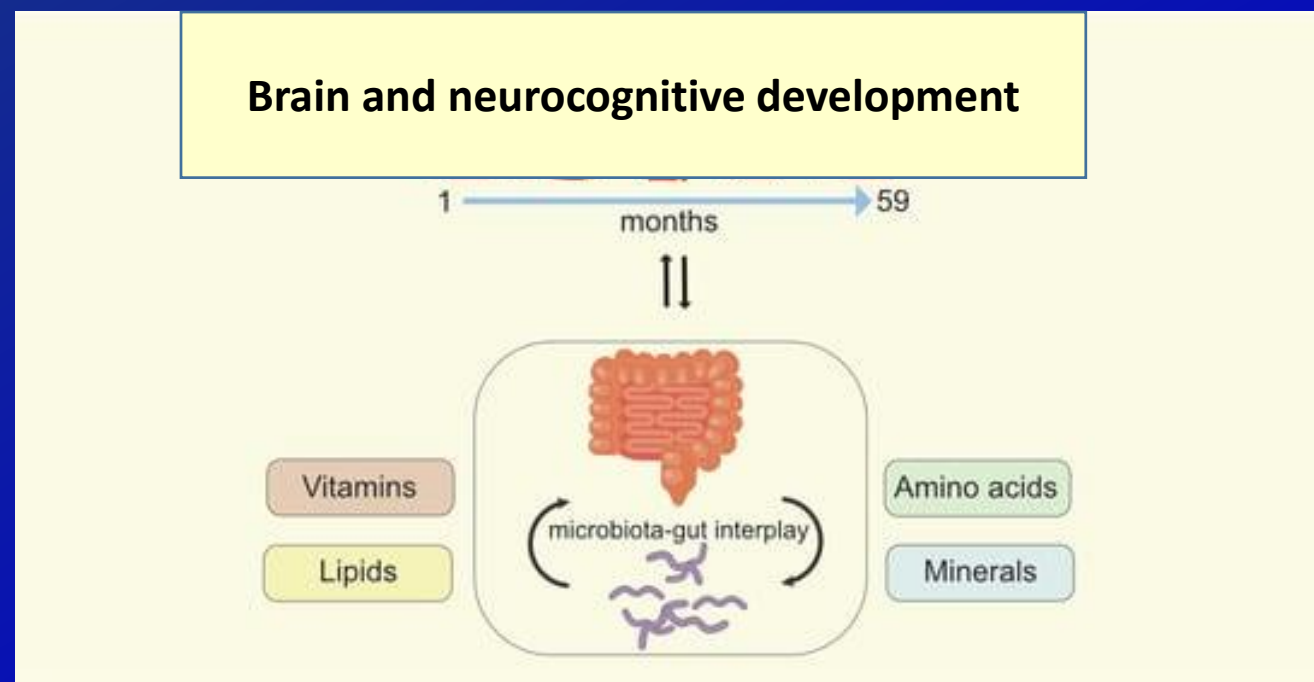 Brain and neurocognitive development
1
59
months
microbiota-gut interplay
Vitamins
Amino acids
Lipids
Minerals